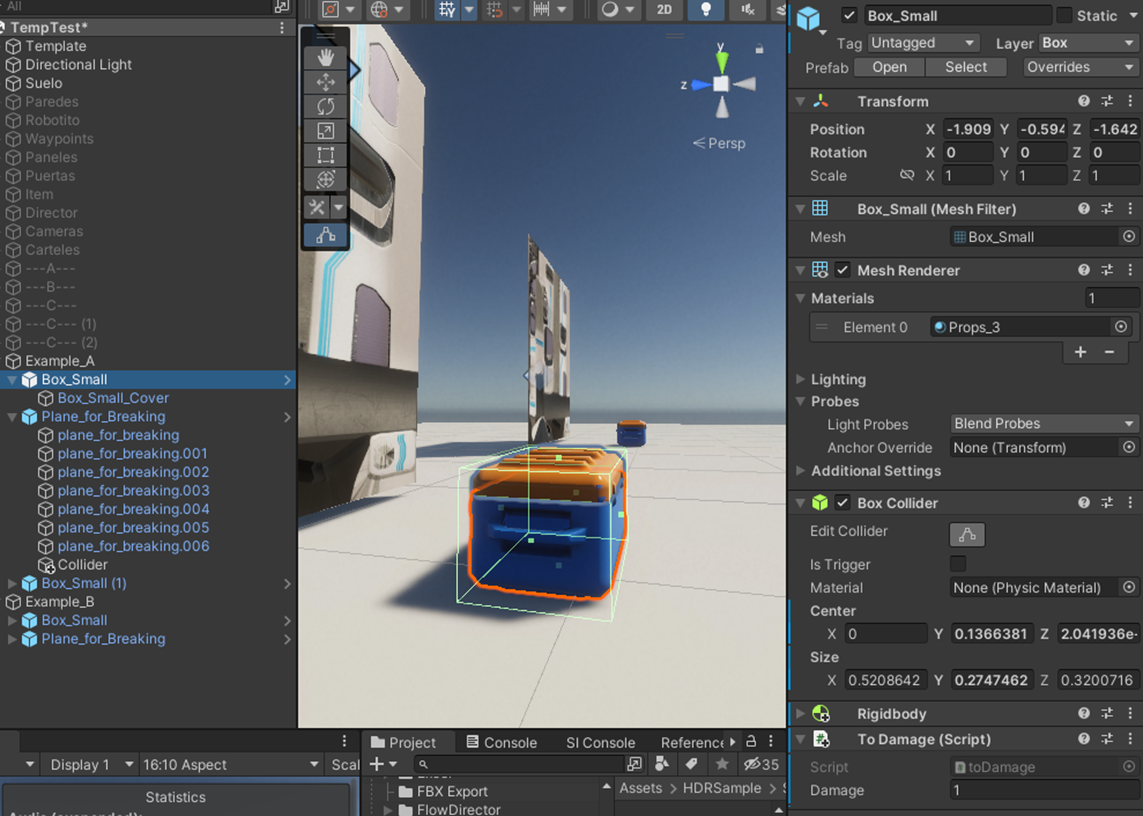 All
TempTest*
Template
Directional Light
Suelo
Paredes
Robotito
Waypoints
Paneles
Puertas
Item
Director
Cameras
Carteles
---A---
---B---
---C---
---C--- (1)
---C--- (2)
Example_A
Box_Small
Box_Small_Cover
Plane_for_Breaking
plane_for_breaking
plane_for_breaking.001
plane_for_breaking.002
plane_for_breaking.003
plane_for_breaking.004
plane_for_breaking.005
plane_for_breaking.006
Collider
Box_Small (1)
Example_B
Box_Small
Plane_for_Breaking
2D
y
z
Persp
Display 1
16:10 Aspect
Scal
Statistics
Project
Console
SI Console
Reference
35
FBX Export
FlowDirector
Assets > HDRSample >
Box_Small
Static
Tag Untagged Layer Box
Prefab Open Select Overrides
Transform
Position X -1.909 Y -0.594 Z -1.642
Rotation X 0 Y 0 Z 0
Scale X 1 Y 1 Z 1
Box_Small (Mesh Filter)
Mesh Box_Small
Mesh Renderer
Materials 1
Element 0 Props_3
+ −
Lighting
Probes
Light Probes Blend Probes
Anchor Override None (Transform)
Additional Settings
Box Collider
Edit Collider
Is Trigger
Material None (Physic Material)
Center
X 0 Y 0.1366381 Z 2.041936e-
Size
X 0.5208642 Y 0.2747462 Z 0.3200716
Rigidbody
To Damage (Script)
Script toDamage
Damage 1